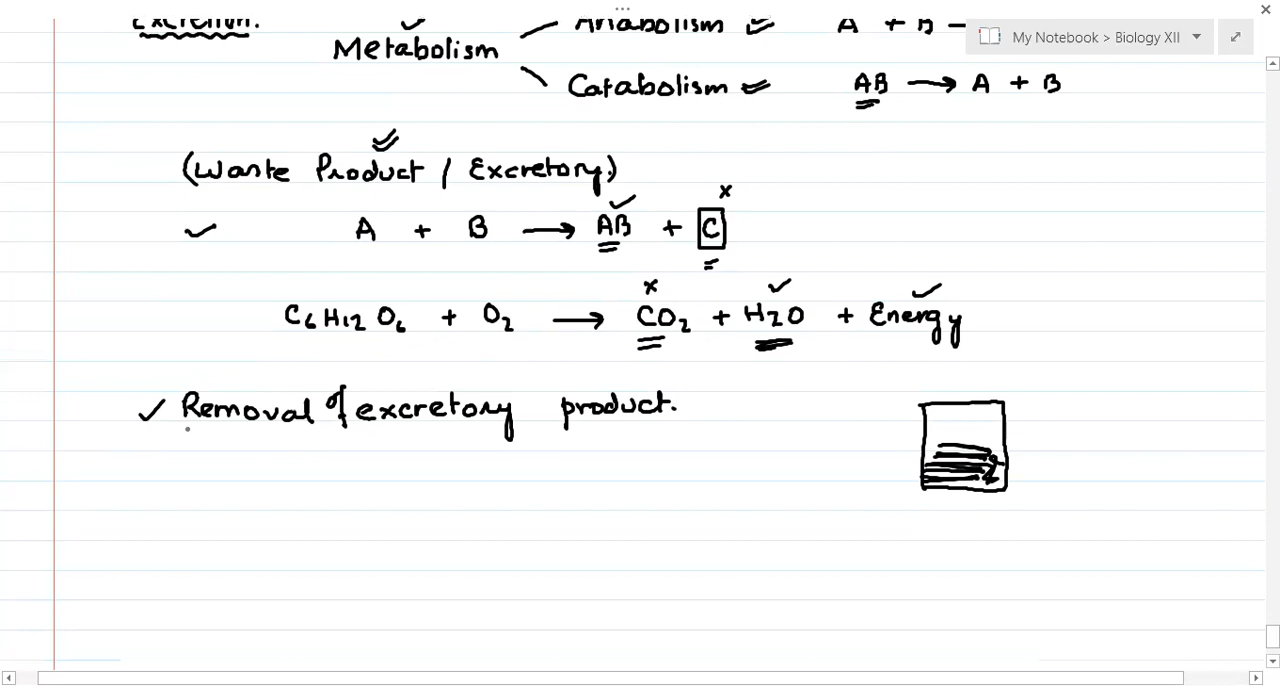 ...
Excretion.
Anabolism A + B
My Notebook > Biology XII
Metabolism
Catabolism AB → A + B
(Waste Product / Excretory)
A + B → AB + C
C6H12O6 + O2 → CO2 + H2O + Energy
Removal of excretory product.